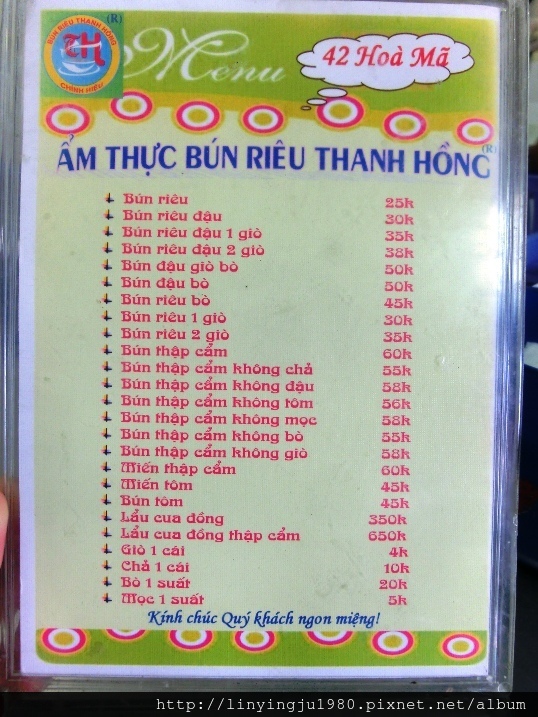 (R)
BÚN RIÊU THANH HỒNG
TH
CHÍNH HIỆU
Menu
42 Hoà Mã
ẨM THỰC BÚN RIÊU THANH HỒNG (R)
Bún riêu 25k
Bún riêu đậu 30k
Bún riêu đậu 1 giò 35k
Bún riêu đậu 2 giò 38k
Bún đậu giò bò 50k
Bún đậu bò 50k
Bún riêu bò 45k
Bún riêu 1 giò 30k
Bún riêu 2 giò 35k
Bún thập cẩm 60k
Bún thập cẩm không chả 55k
Bún thập cẩm không đậu 58k
Bún thập cẩm không tôm 56k
Bún thập cẩm không mọc 58k
Bún thập cẩm không bò 55k
Bún thập cẩm không giò 58k
Miến thập cẩm 60k
Miến tôm 45k
Bún tôm 45k
Lẩu cua đồng 350k
Lẩu cua đồng thập cẩm 650k
Giò 1 cái 4k
Chả 1 cái 10k
Bò 1 suất 20k
Mọc 1 suất 5k
Kính chúc Quý khách ngon miệng!
http://linyingju1980.pixnet.net/album